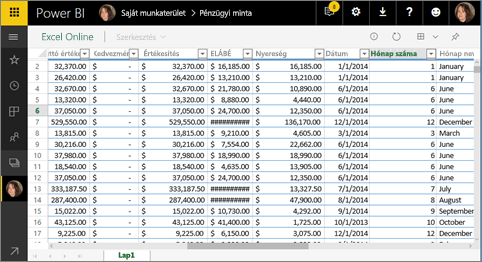 Power BI Saját munkaterület > Pénzügyi minta
Excel Online Szerkesztés
ttó értéke Kedvezmén Értékesítés ELÁBÉ Nyereség Dátum Hónap száma Hónap nev
2 32,370.00 $ - $ 32,370.00 $ 16,185.00 $ 16,185.00 1/1/2014 1 January
3 26,420.00 $ - $ 26,420.00 $ 13,210.00 $ 13,210.00 1/1/2014 1 January
4 32,670.00 $ - $ 32,670.00 $ 21,780.00 $ 10,890.00 6/1/2014 6 June
5 13,320.00 $ - $ 13,320.00 $ 8,880.00 $ 4,440.00 6/1/2014 6 June
6 37,050.00 $ - $ 37,050.00 $ 24,700.00 $ 12,350.00 6/1/2014 6 June
7 529,550.00 $ - $ 529,550.00 ########## $ 136,170.00 12/1/2014 12 December
8 13,815.00 $ - $ 13,815.00 $ 9,210.00 $ 4,605.00 3/1/2014 3 March
9 30,216.00 $ - $ 30,216.00 $ 7,554.00 $ 22,662.00 6/1/2014 6 June
10 37,980.00 $ - $ 37,980.00 $ 18,990.00 $ 18,990.00 6/1/2014 6 June
11 18,540.00 $ - $ 18,540.00 $ 4,635.00 $ 13,905.00 6/1/2014 6 June
12 37,050.00 $ - $ 37,050.00 $ 24,700.00 $ 12,350.00 6/1/2014 6 June
13 333,187.50 $ - $ 333,187.50 ########## $ 13,327.50 7/1/2014 7 July
14 287,400.00 $ - $ 287,400.00 ########## $ 47,900.00 8/1/2014 8 August
15 15,022.00 $ - $ 15,022.00 $ 10,730.00 $ 4,292.00 9/1/2014 9 September
16 43,125.00 $ - $ 43,125.00 $ 41,400.00 $ 1,725.00 10/1/2013 10 October
17 9,225.00 $ - $ 9,225.00 $ 6,150.00 $ 3,075.00 12/1/2014 12 December
Lap1